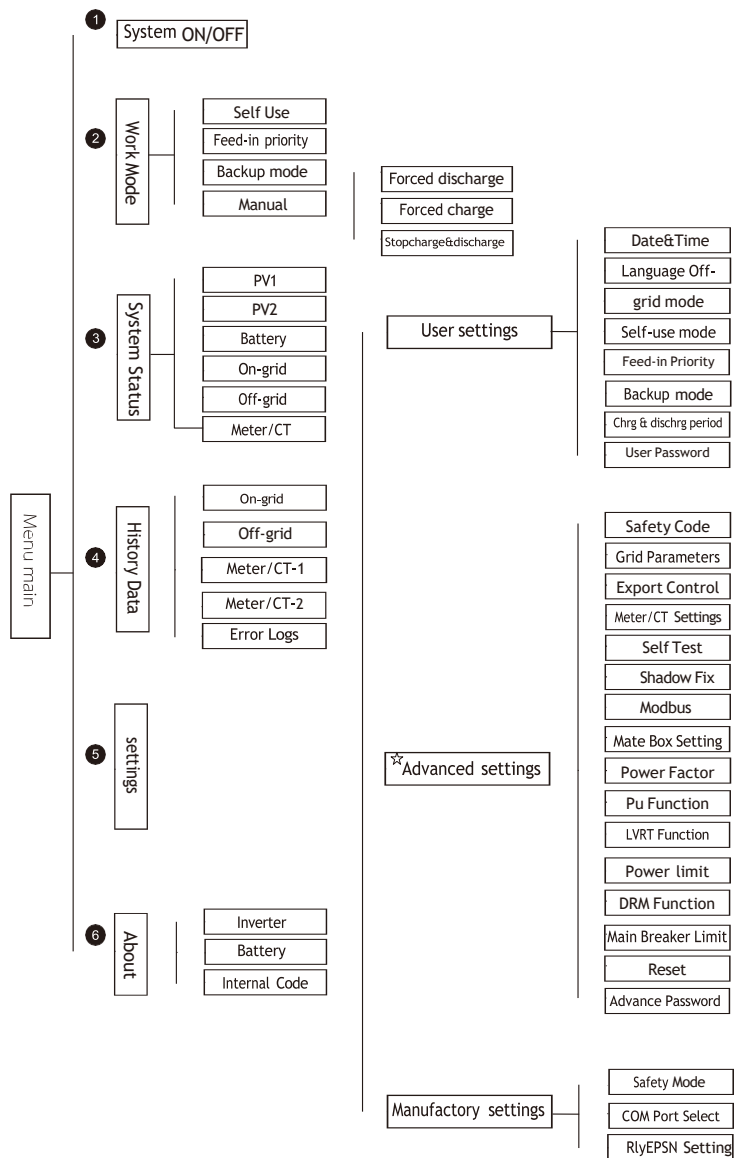 Menu main
1
System ON/OFF
2
Work Mode
Self Use
Feed-in priority
Backup mode
Manual
Forced discharge
Forced charge
Stopcharge&discharge
3
System Status
PV1
PV2
Battery
On-grid
Off-grid
Meter/CT
4
History Data
On-grid
Off-grid
Meter/CT-1
Meter/CT-2
Error Logs
5
settings
User settings
Date&Time
Language Off-
grid mode
Self-use mode
Feed-in Priority
Backup mode
Chrg & dischrg period
User Password
☆Advanced settings
Safety Code
Grid Parameters
Export Control
Meter/CT Settings
Self Test
Shadow Fix
Modbus
Mate Box Setting
Power Factor
Pu Function
LVRT Function
Power limit
DRM Function
Main Breaker Limit
Reset
Advance Password
Manufactory settings
Safety Mode
COM Port Select
RlyEPSN Setting
6
About
Inverter
Battery
Internal Code